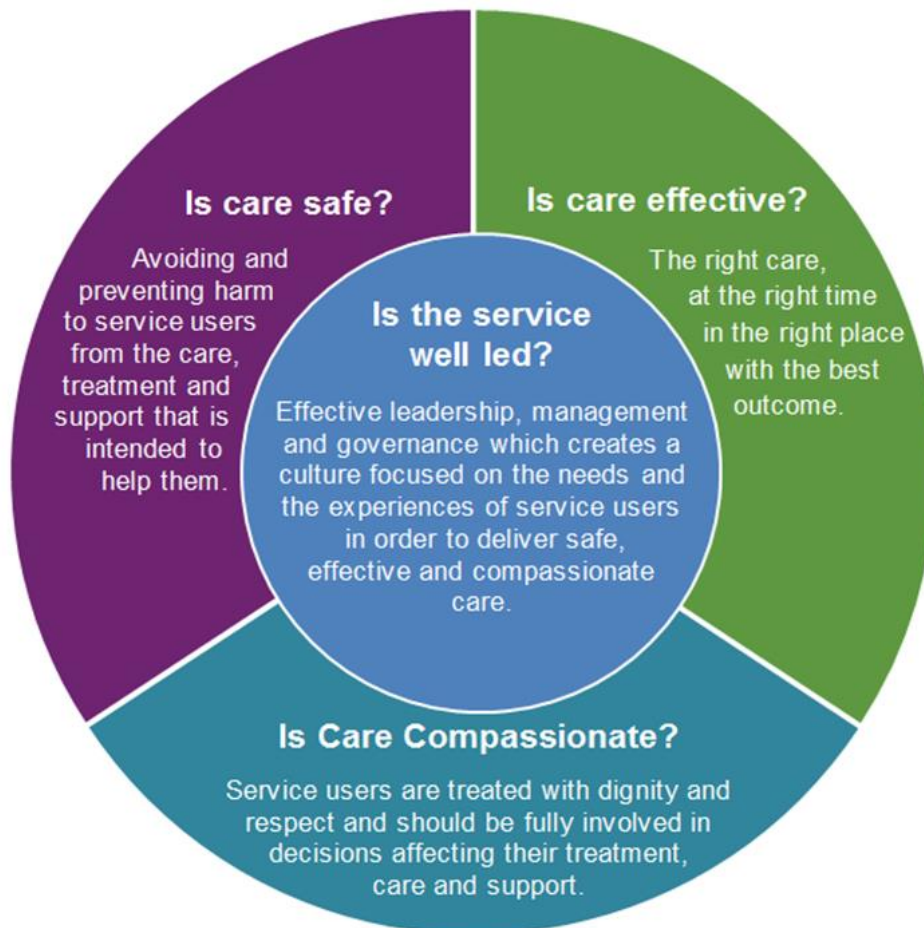 Is care safe?
Avoiding and
preventing harm
to service users
from the care,
treatment and
support that is
intended to
help them.
Is care effective?
The right care,
at the right time
in the right place
with the best
outcome.
Is the service
well led?
Effective leadership, management
and governance which creates a
culture focused on the needs and
the experiences of service users
in order to deliver safe,
effective and compassionate
care.
Is Care Compassionate?
Service users are treated with dignity and
respect and should be fully involved in
decisions affecting their treatment,
care and support.